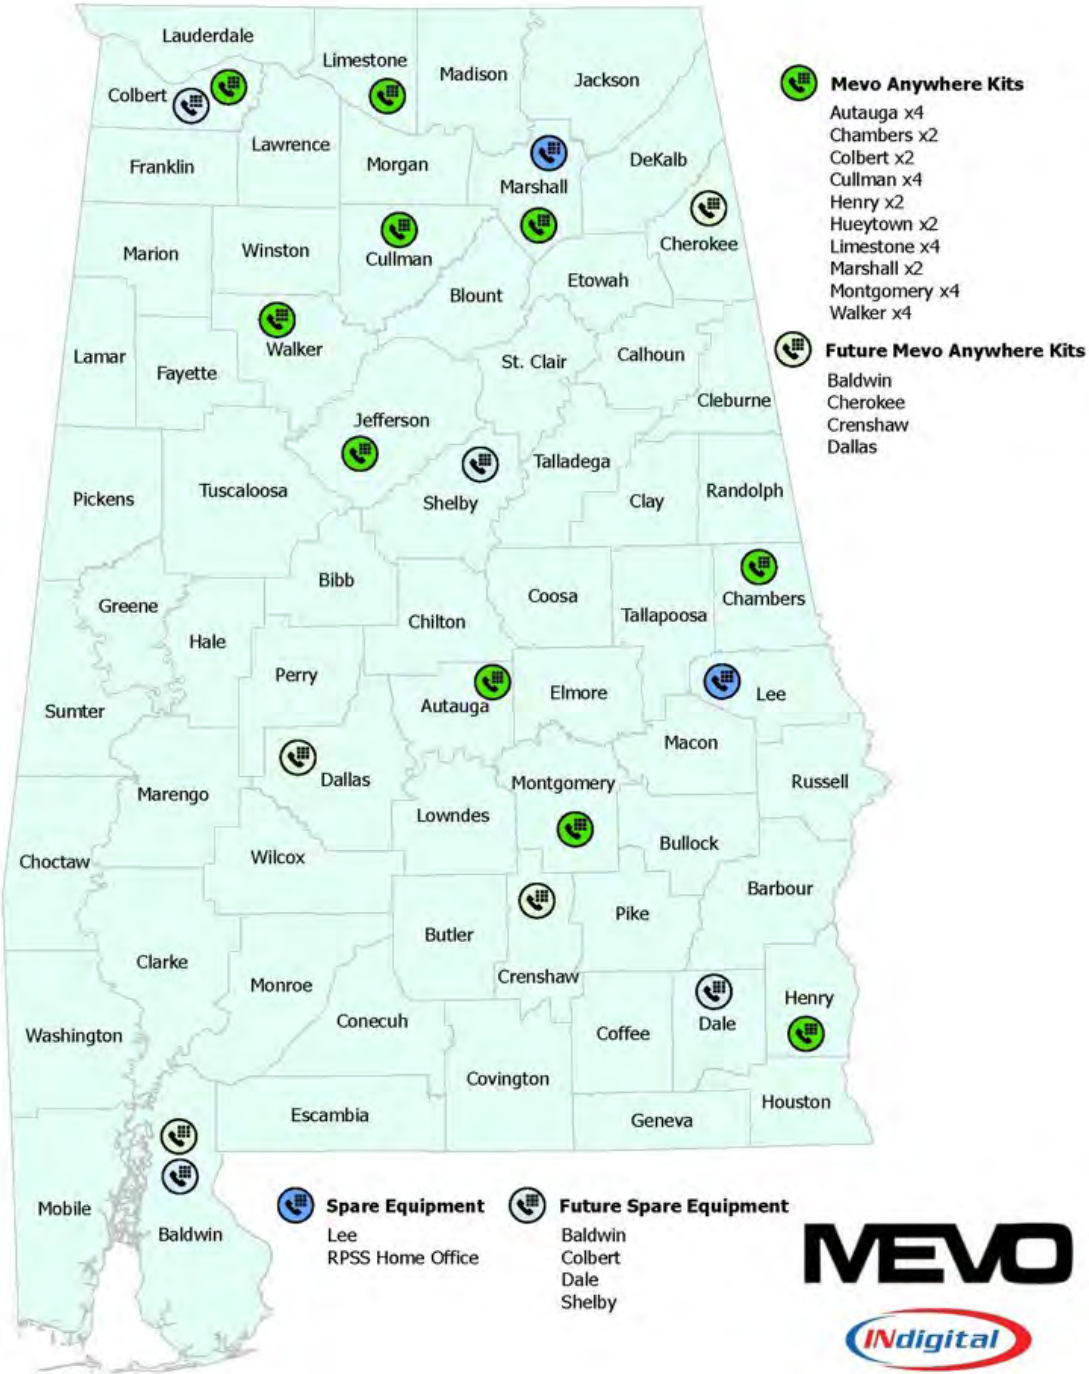 Lauderdale
Limestone
Madison
Jackson
Colbert
Lawrence
Franklin
Morgan
DeKalb
Marshall
Cherokee
Marion
Winston
Cullman
Etowah
Blount
Walker
Lamar
Fayette
St. Clair
Calhoun
Cleburne
Jefferson
Talladega
Pickens
Tuscaloosa
Shelby
Clay
Randolph
Bibb
Coosa
Chambers
Greene
Chilton
Tallapoosa
Hale
Perry
Elmore
Lee
Autauga
Sumter
Macon
Dallas
Montgomery
Russell
Marengo
Lowndes
Bullock
Choctaw
Wilcox
Barbour
Pike
Butler
Clarke
Crenshaw
Monroe
Henry
Conecuh
Dale
Coffee
Washington
Covington
Houston
Escambia
Geneva
Mobile
Baldwin
Mevo Anywhere Kits
Autauga x4
Chambers x2
Colbert x2
Cullman x4
Henry x2
Hueytown x2
Limestone x4
Marshall x2
Montgomery x4
Walker x4
Future Mevo Anywhere Kits
Baldwin
Cherokee
Crenshaw
Dallas
Spare Equipment
Lee
RPSS Home Office
Future Spare Equipment
Baldwin
Colbert
Dale
Shelby
MEVO
INdigital